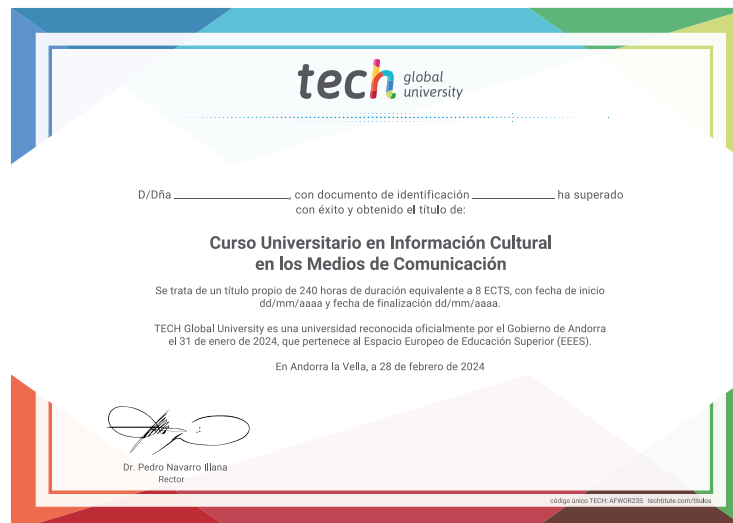 tech global university
D/Dña ____________________, con documento de identificación ______________ ha superado
con éxito y obtenido el título de:
Curso Universitario en Información Cultural
en los Medios de Comunicación
Se trata de un título propio de 240 horas de duración equivalente a 8 ECTS, con fecha de inicio
dd/mm/aaaa y fecha de finalización dd/mm/aaaa.
TECH Global University es una universidad reconocida oficialmente por el Gobierno de Andorra
el 31 de enero de 2024, que pertenece al Espacio Europeo de Educación Superior (EEES).
En Andorra la Vella, a 28 de febrero de 2024
Dr. Pedro Navarro Illana
Rector
código único TECH: AFWOR23S techtitute.com/titulos